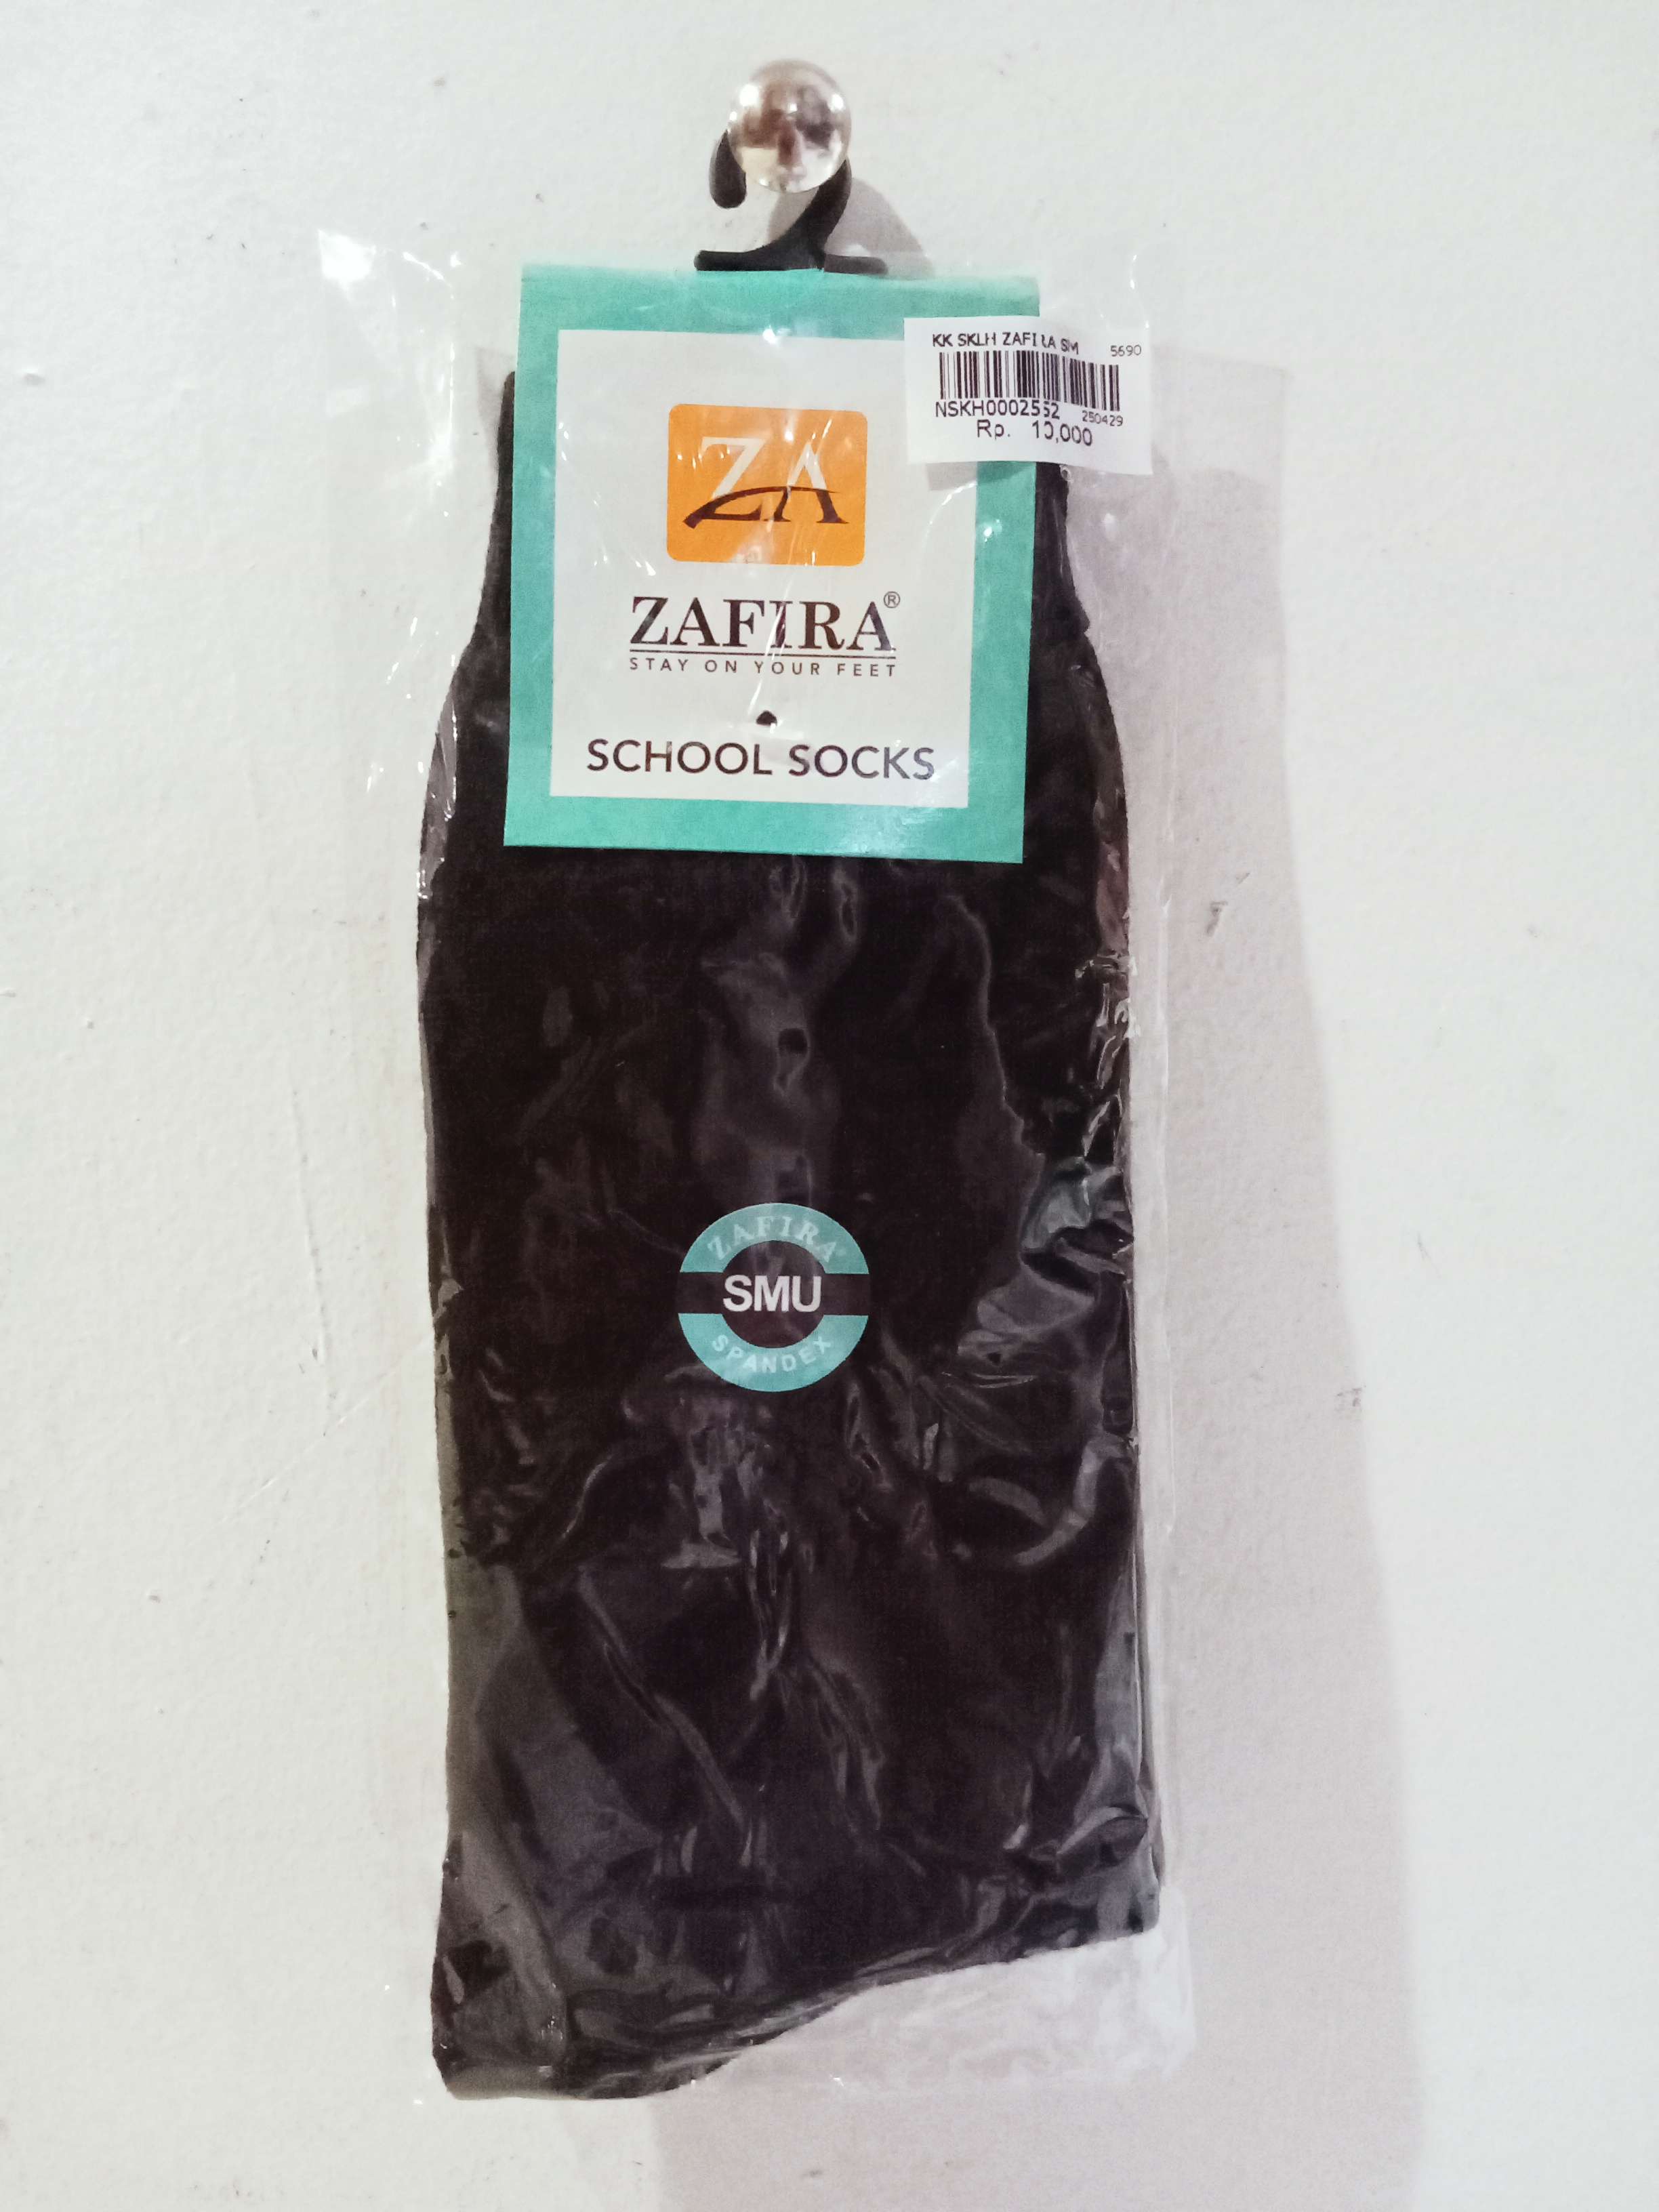 KK SKLH ZAFIRA SM 5690
NSKH0002552 250429
Rp. 10,000
ZA
ZAFIRA®
STAY ON YOUR FEET
SCHOOL SOCKS
ZAFIRA®
SMU
SPANDEX